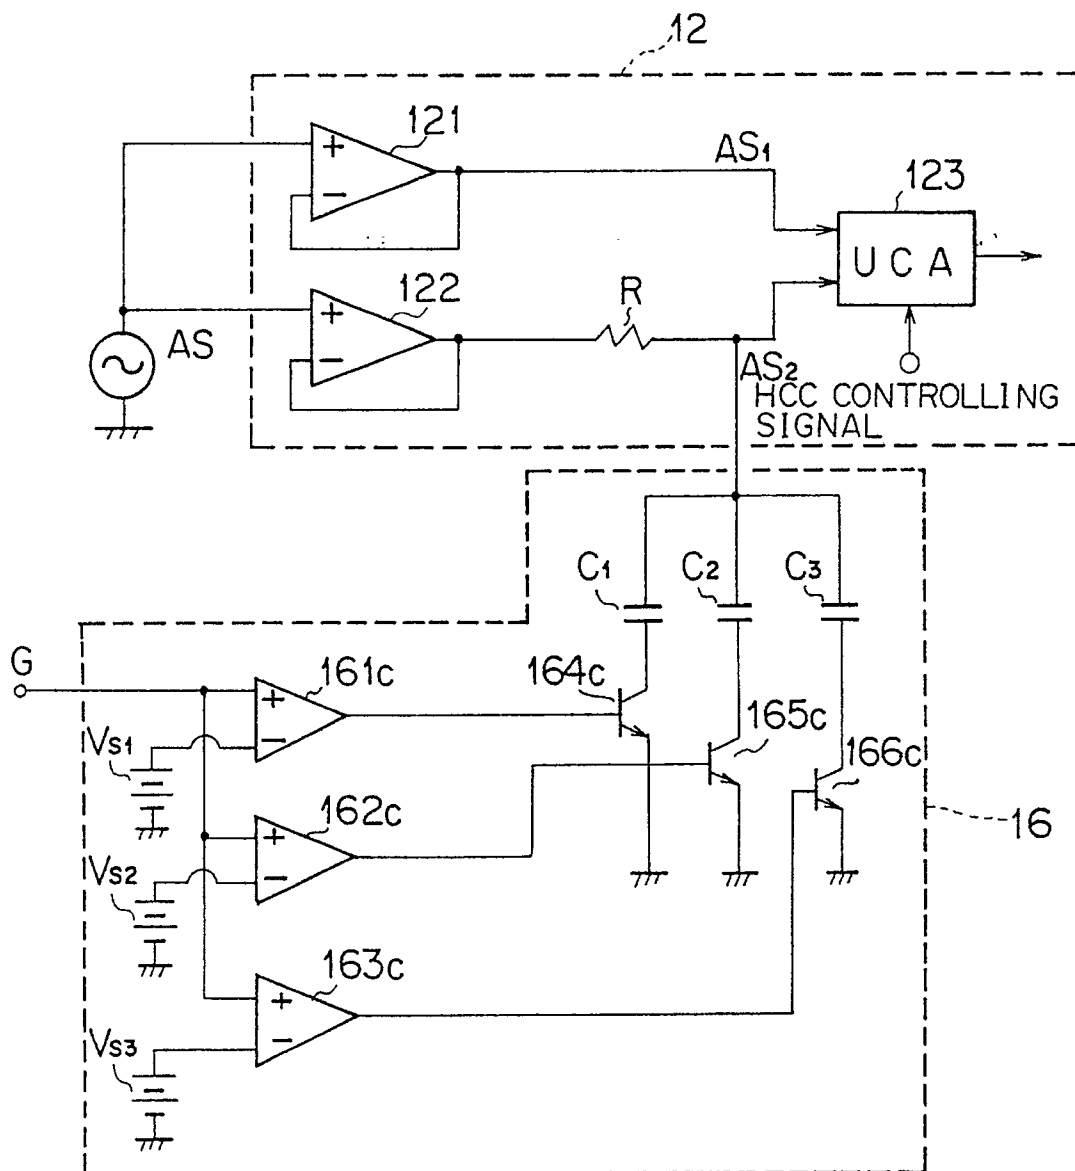 12
121
+
−
AS1
123
UCA
122
+
−
R
AS
AS2
HCC CONTROLLING
SIGNAL
C1
C2
C3
G
161c
+
−
164c
VS1
165c
166c
162c
+
−
16
VS2
163c
+
−
VS3